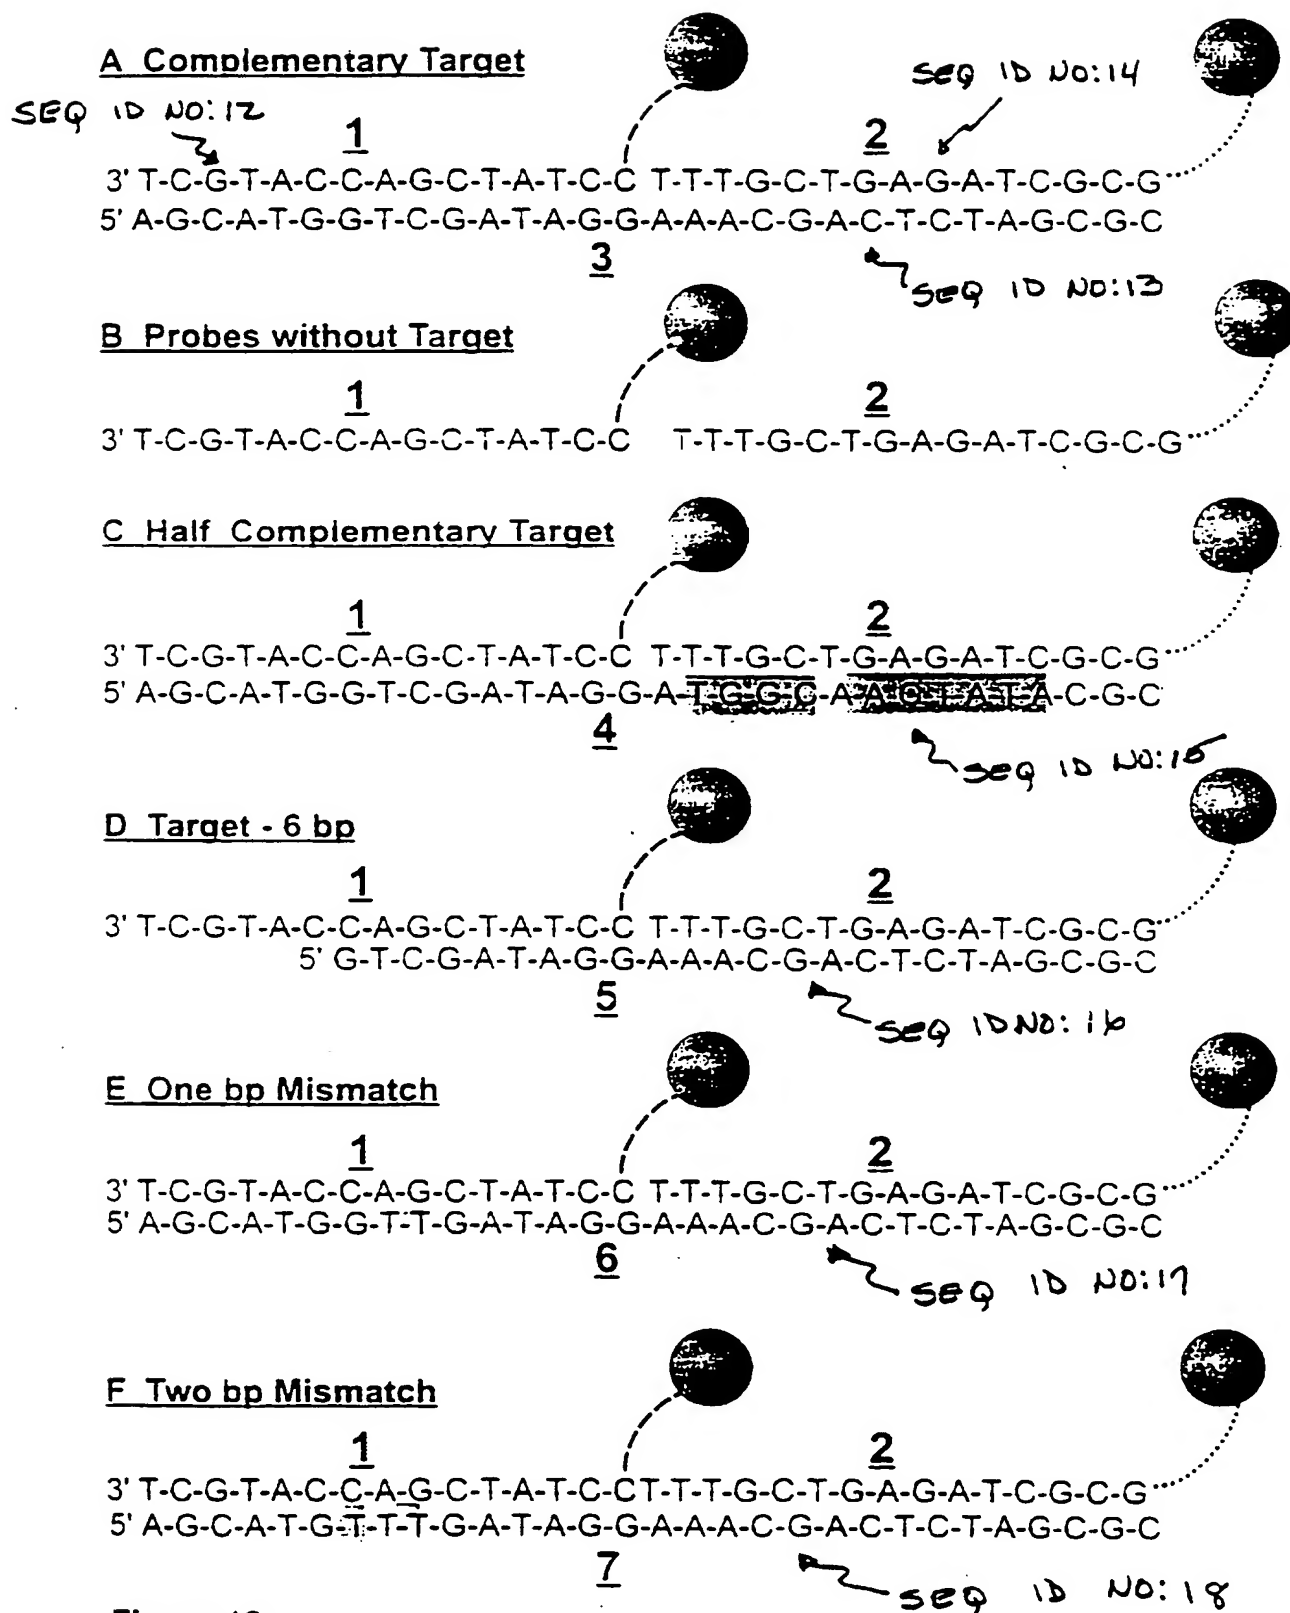 A Complementary Target
SEQ ID NO:14
SEQ ID NO:12
1 2
3' T-C-G-T-A-C-C-A-G-C-T-A-T-C-C T-T-T-G-C-T-G-A-G-A-T-C-G-C-G
5' A-G-C-A-T-G-G-T-C-G-A-T-A-G-G-A-A-A-C-G-A-C-T-C-T-A-G-C-G-C
3
SEQ ID NO:13
B Probes without Target
1 2
3' T-C-G-T-A-C-C-A-G-C-T-A-T-C-C T-T-T-G-C-T-G-A-G-A-T-C-G-C-G
C Half Complementary Target
1 2
3' T-C-G-T-A-C-C-A-G-C-T-A-T-C-C T-T-T-G-C-T-G-A-G-A-T-C-G-C-G
5' A-G-C-A-T-G-G-T-C-G-A-T-A-G-G-A-T-G-G-C-A-A-C-T-A-T-A-C-G-C
4
SEQ ID NO:15
D Target - 6 bp
1 2
3' T-C-G-T-A-C-C-A-G-C-T-A-T-C-C T-T-T-G-C-T-G-A-G-A-T-C-G-C-G
5' G-T-C-G-A-T-A-G-G-A-A-A-C-G-A-C-T-C-T-A-G-C-G-C
5
SEQ ID NO:16
E One bp Mismatch
1 2
3' T-C-G-T-A-C-C-A-G-C-T-A-T-C-C T-T-T-G-C-T-G-A-G-A-T-C-G-C-G
5' A-G-C-A-T-G-G-T-T-G-A-T-A-G-G-A-A-A-C-G-A-C-T-C-T-A-G-C-G-C
6
SEQ ID NO:17
F Two bp Mismatch
1 2
3' T-C-G-T-A-C-C-A-G-C-T-A-T-C-C-T-T-T-G-C-T-G-A-G-A-T-C-G-C-G
5' A-G-C-A-T-G-T-T-T-G-A-T-A-G-G-A-A-A-C-G-A-C-T-C-T-A-G-C-G-C
7
SEQ ID NO:18